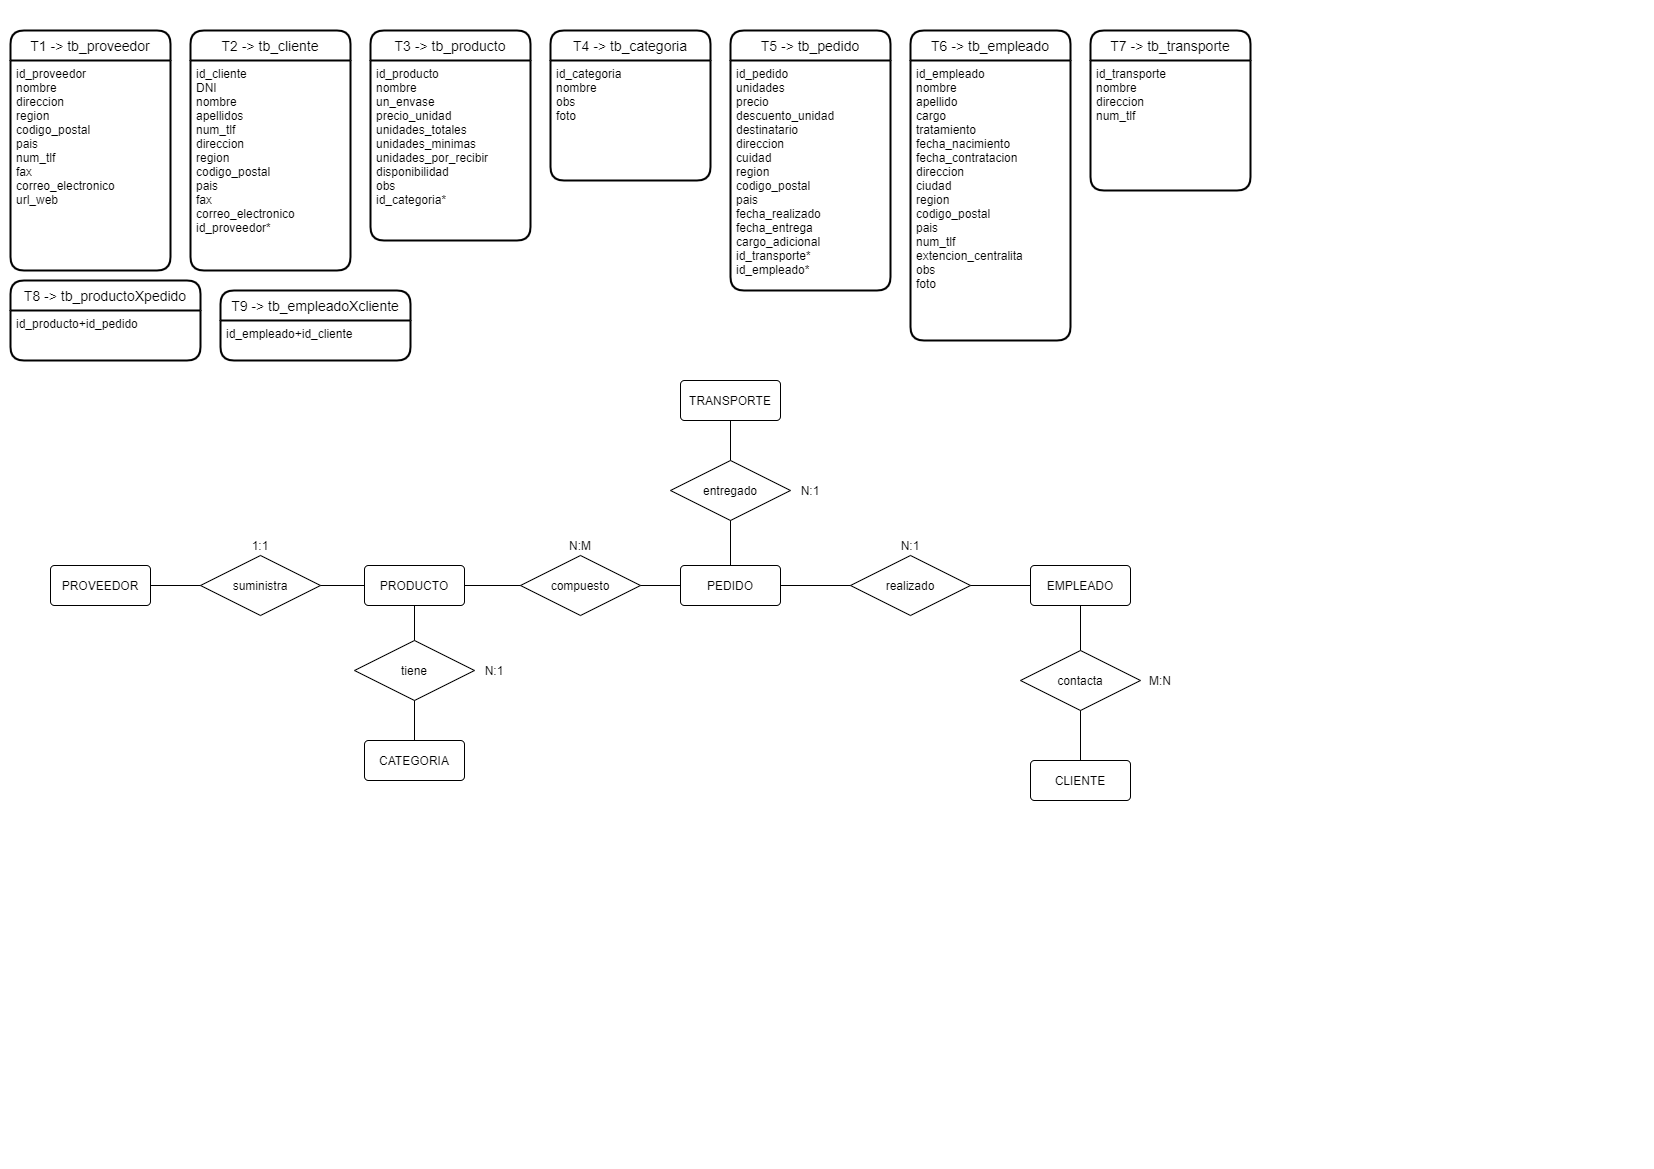 T1 -> tb_proveedor
id_proveedor
nombre
direccion
region
codigo_postal
pais
num_tlf
fax
correo_electronico
url_web
T2 -> tb_cliente
id_cliente
DNI
nombre
apellidos
num_tlf
direccion
region
codigo_postal
pais
fax
correo_electronico
id_proveedor*
T3 -> tb_producto
id_producto
nombre
un_envase
precio_unidad
unidades_totales
unidades_minimas
unidades_por_recibir
disponibilidad
obs
id_categoria*
T4 -> tb_categoria
id_categoria
nombre
obs
foto
T5 -> tb_pedido
id_pedido
unidades
precio
descuento_unidad
destinatario
direccion
cuidad
region
codigo_postal
pais
fecha_realizado
fecha_entrega
cargo_adicional
id_transporte*
id_empleado*
T6 -> tb_empleado
id_empleado
nombre
apellido
cargo
tratamiento
fecha_nacimiento
fecha_contratacion
direccion
ciudad
region
codigo_postal
pais
num_tlf
extencion_centralita
obs
foto
T7 -> tb_transporte
id_transporte
nombre
direccion
num_tlf
T8 -> tb_productoXpedido
id_producto+id_pedido
T9 -> tb_empleadoXcliente
id_empleado+id_cliente
TRANSPORTE
entregado
N:1
1:1
N:M
N:1
PROVEEDOR
suministra
PRODUCTO
compuesto
PEDIDO
realizado
EMPLEADO
tiene
N:1
contacta
M:N
CATEGORIA
CLIENTE